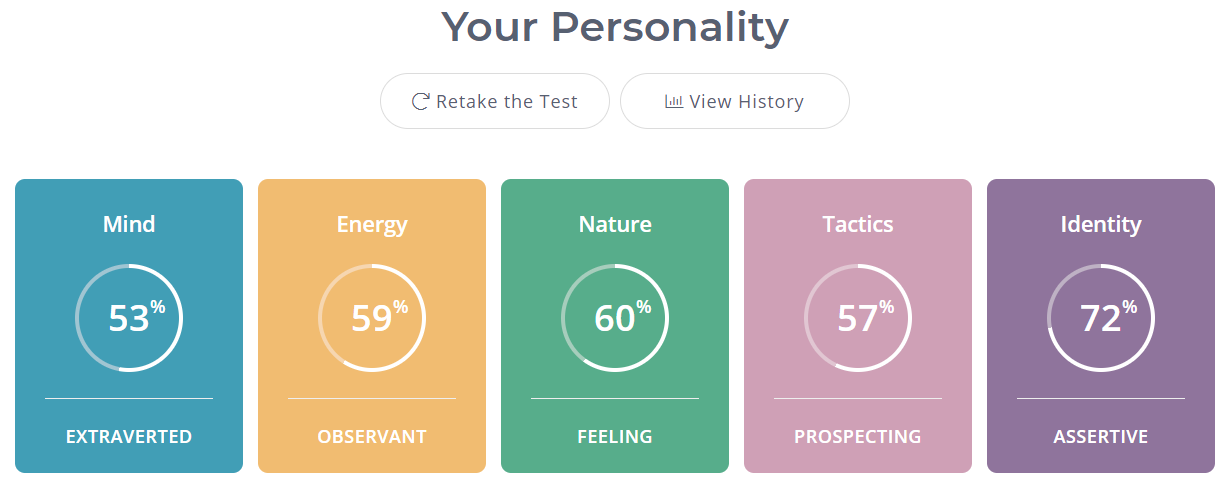 Your Personality
Retake the Test
View History
Mind
53%
EXTRAVERTED
Energy
59%
OBSERVANT
Nature
60%
FEELING
Tactics
57%
PROSPECTING
Identity
72%
ASSERTIVE